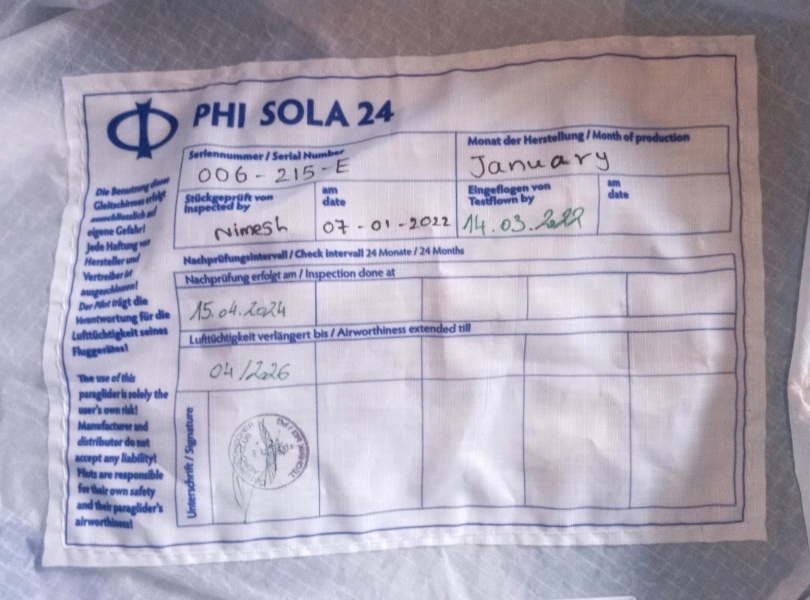 PHI SOLA 24
Seriennummer / Serial Number
006-215-E
Monat der Herstellung / Month of production
January
Stückgeprüft von
Inspected by
Nimesh
am
date
07-01-2022
Eingeflogen von
Testflown by
14.03.2022
am
date
Nachprüfungsintervall / Check intervall 24 Monate / 24 Months
Nachprüfung erfolgt am / Inspection done at
15.04.2024
Lufttüchtigkeit verlängert bis / Airworthiness extended till
04/2026
Unterschrift / Signature
Die Benutzung dieses
Gleitschirmes erfolgt
ausschliesslich auf
eigene Gefahr!
Jede Haftung von
Hersteller und
Vertreiber ist
ausgeschlossen!
Der Pilot trägt die
Verantwortung für die
Lufttüchtigkeit seines
Fluggerätes!
The use of this
paraglider is solely the
user's own risk!
Manufacturer and
distributor do not
accept any liability!
Pilots are responsible
for their own safety
and their paraglider's
airworthiness!